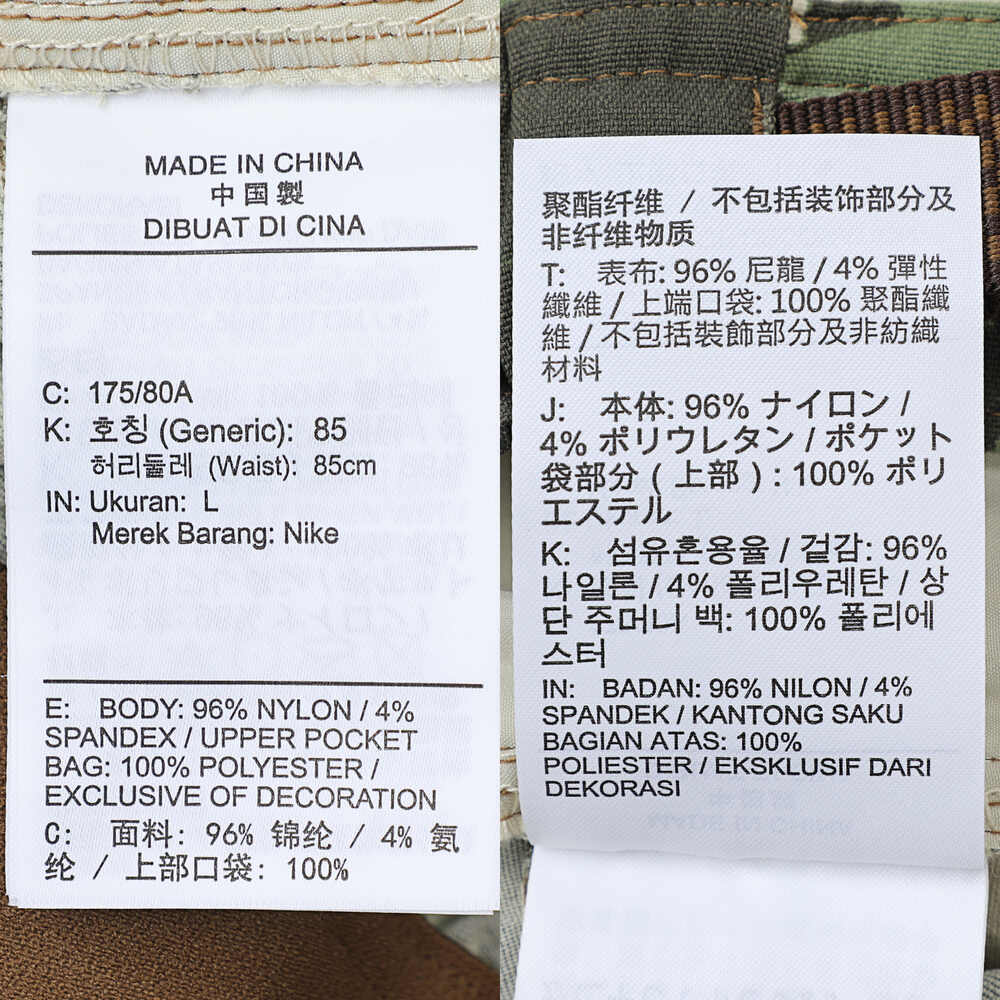 MADE IN CHINA
中国製
DIBUAT DI CINA
C: 175/80A
K: 호칭 (Generic): 85
허리둘레 (Waist): 85cm
IN: Ukuran: L
Merek Barang: Nike
E: BODY: 96% NYLON / 4%
SPANDEX / UPPER POCKET
BAG: 100% POLYESTER /
EXCLUSIVE OF DECORATION
C: 面料: 96% 锦纶 / 4% 氨
纶 / 上部口袋: 100%
聚酯纤维 / 不包括装饰部分及
非纤维物质
T: 表布: 96% 尼龍 / 4% 彈性
纖維 / 上端口袋: 100% 聚酯纖
維 / 不包括裝飾部分及非紡織
材料
J: 本体: 96% ナイロン /
4% ポリウレタン / ポケット
袋部分 ( 上部 ) : 100% ポリ
エステル
K: 섬유혼용율 / 겉감: 96%
나일론 / 4% 폴리우레탄 / 상
단 주머니 백: 100% 폴리에
스터
IN: BADAN: 96% NILON / 4%
SPANDEK / KANTONG SAKU
BAGIAN ATAS: 100%
POLIESTER / EKSKLUSIF DARI
DEKORASI